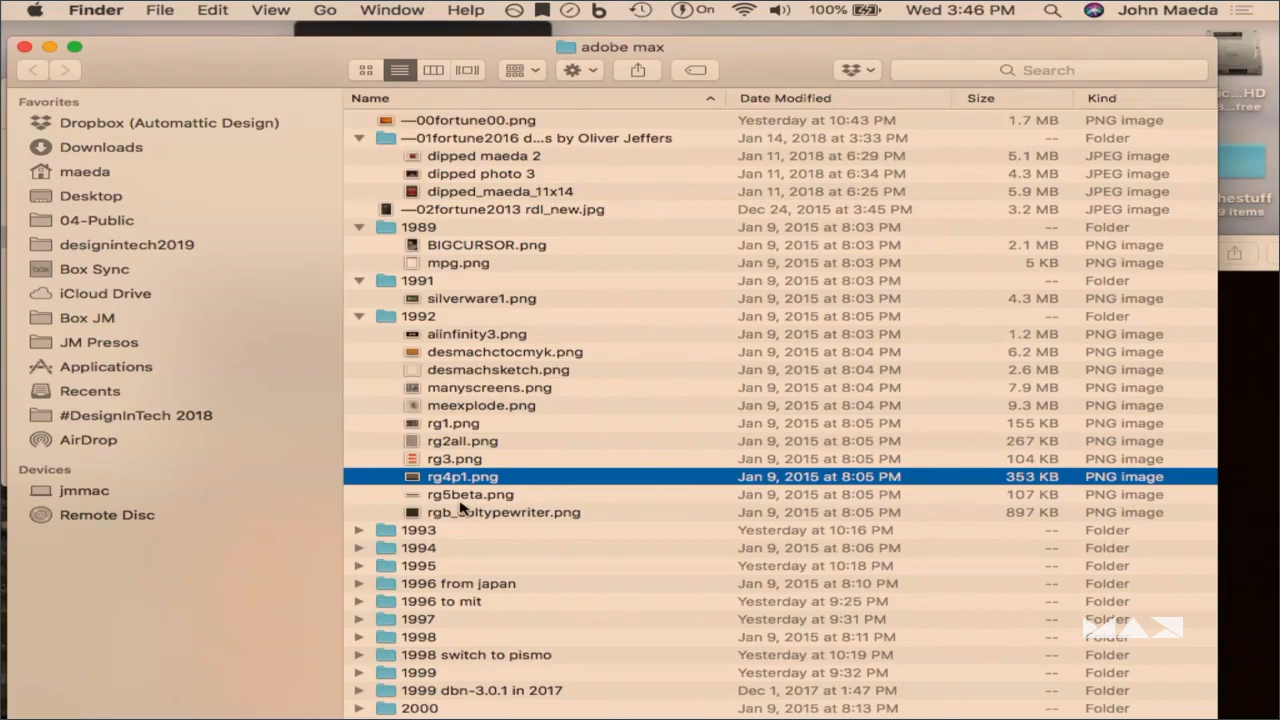 Finder File Edit View Go Window Help On 100% Wed 3:46 PM John Maeda
adobe max
Search
Favorites
Dropbox (Automattic Design)
Downloads
maeda
Desktop
04-Public
designintech2019
Box Sync
iCloud Drive
Box JM
JM Presos
Applications
Recents
#DesignInTech 2018
AirDrop
Devices
jmmac
Remote Disc
Name Date Modified Size Kind
—00fortune00.png Yesterday at 10:43 PM 1.7 MB PNG image
—01fortune2016 d...s by Oliver Jeffers Jan 14, 2018 at 3:33 PM -- Folder
dipped maeda 2 Jan 11, 2018 at 6:29 PM 5.1 MB JPEG image
dipped photo 3 Jan 11, 2018 at 6:34 PM 4.3 MB JPEG image
dipped_maeda_11x14 Jan 11, 2018 at 6:25 PM 5.9 MB JPEG image
—02fortune2013 rdl_new.jpg Dec 24, 2015 at 3:45 PM 3.2 MB JPEG image
1989 Jan 9, 2015 at 8:03 PM -- Folder
BIGCURSOR.png Jan 9, 2015 at 8:03 PM 2.1 MB PNG image
mpg.png Jan 9, 2015 at 8:03 PM 5 KB PNG image
1991 Jan 9, 2015 at 8:03 PM -- Folder
silverware1.png Jan 9, 2015 at 8:03 PM 4.3 MB PNG image
1992 Jan 9, 2015 at 8:05 PM -- Folder
aiinfinity3.png Jan 9, 2015 at 8:03 PM 1.2 MB PNG image
desmachctocmyk.png Jan 9, 2015 at 8:04 PM 6.2 MB PNG image
desmachsketch.png Jan 9, 2015 at 8:04 PM 2.6 MB PNG image
manyscreens.png Jan 9, 2015 at 8:04 PM 7.9 MB PNG image
meexplode.png Jan 9, 2015 at 8:04 PM 9.3 MB PNG image
rg1.png Jan 9, 2015 at 8:05 PM 155 KB PNG image
rg2all.png Jan 9, 2015 at 8:05 PM 267 KB PNG image
rg3.png Jan 9, 2015 at 8:05 PM 104 KB PNG image
rg4p1.png Jan 9, 2015 at 8:05 PM 353 KB PNG image
rg5beta.png Jan 9, 2015 at 8:05 PM 107 KB PNG image
Jan 9, 2015 at 8:05 PM 897 KB PNG image
1993 Yesterday at 10:16 PM -- Folder
1994 Jan 9, 2015 at 8:06 PM -- Folder
1995 Yesterday at 10:18 PM -- Folder
1996 from japan Jan 9, 2015 at 8:10 PM -- Folder
1996 to mit Yesterday at 9:25 PM -- Folder
1997 Yesterday at 9:31 PM -- Folder
1998 Jan 9, 2015 at 8:11 PM -- Folder
1998 switch to pismo Yesterday at 10:19 PM -- Folder
1999 Yesterday at 9:32 PM -- Folder
1999 dbn-3.0.1 in 2017 Dec 1, 2017 at 1:47 PM -- Folder
2000 Jan 9, 2015 at 8:13 PM -- Folder
MAX
...HD
...free
9 items